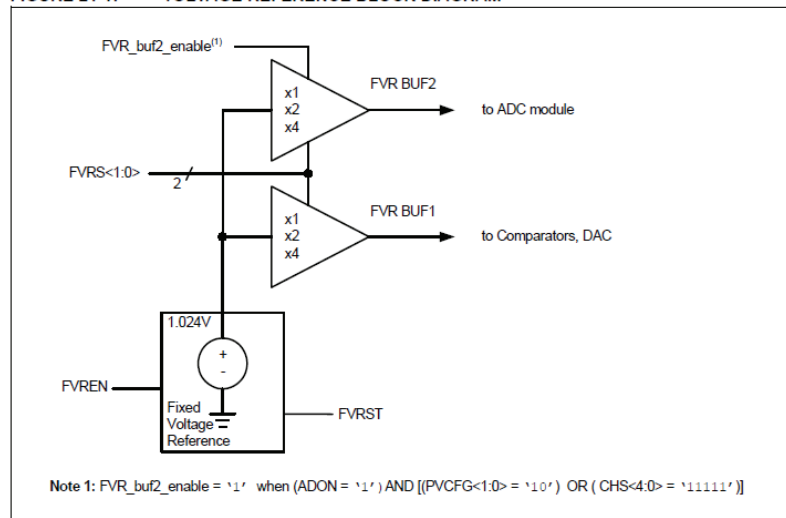 FVR_buf2_enable(1)
x1
x2
x4
FVR BUF2
to ADC module
FVRS<1:0>
2
x1
x2
x4
FVR BUF1
to Comparators, DAC
1.024V
+
-
FVREN
Fixed
Voltage
Reference
FVRST
Note 1: FVR_buf2_enable = ‘1’ when (ADON = ‘1’) AND [(PVCFG<1:0> = ‘10’) OR ( CHS<4:0> = ‘11111’)]